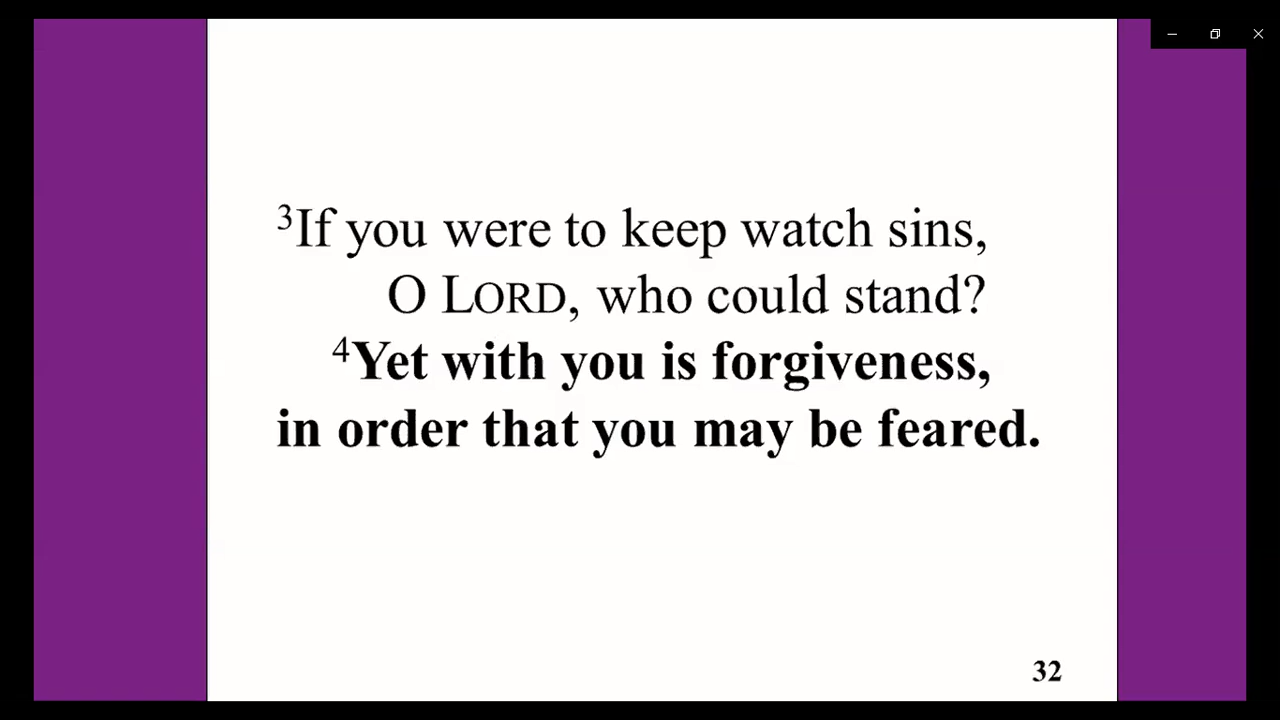 ³If you were to keep watch sins,
O LORD, who could stand?
⁴Yet with you is forgiveness,
in order that you may be feared.
32